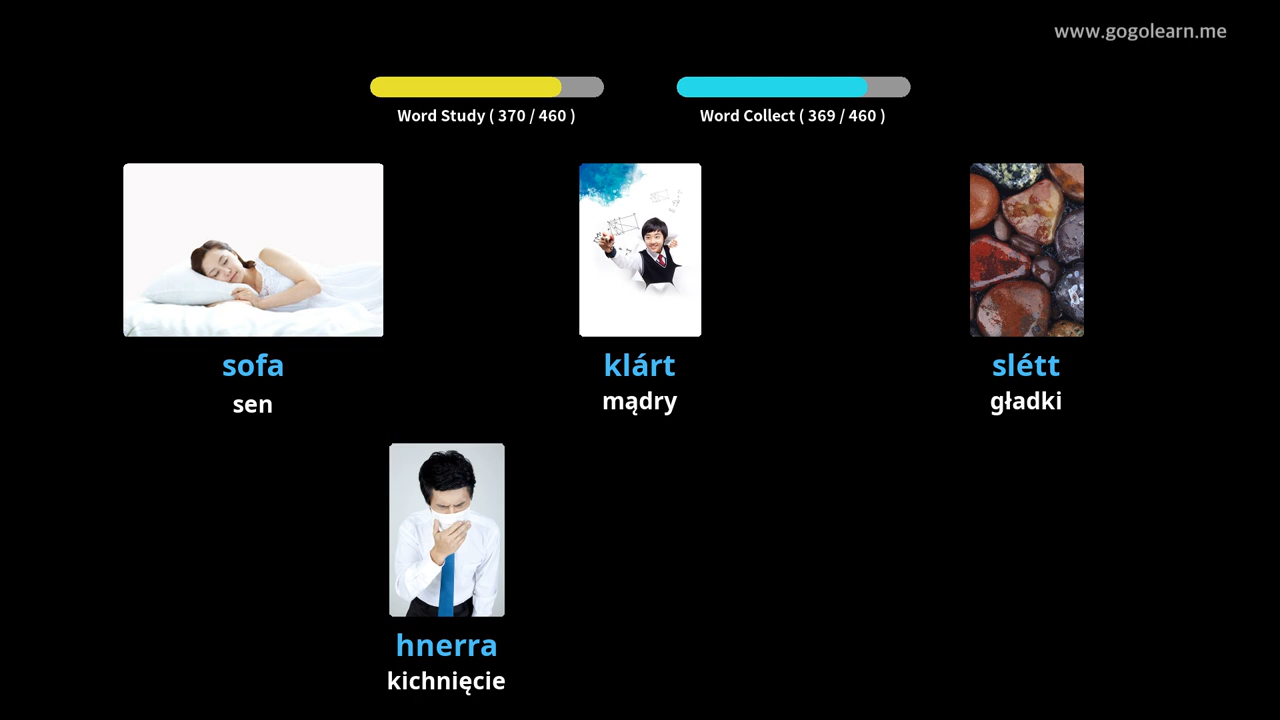 www.gogolearn.me
Word Study ( 370 / 460 )
Word Collect ( 369 / 460 )
sofa
sen
klárt
mądry
slétt
gładki
hnerra
kichnięcie